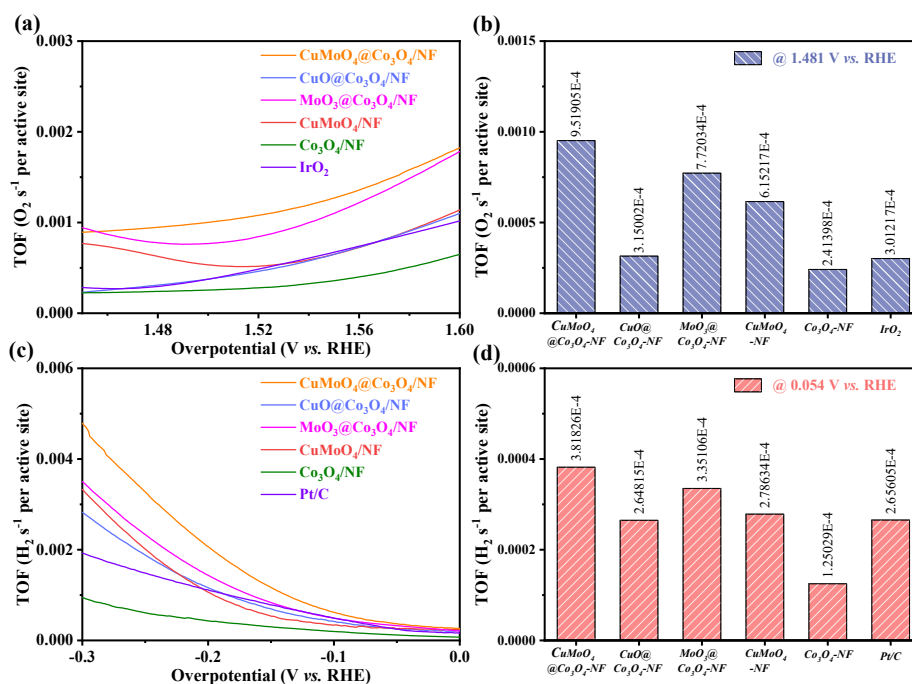 (a)
0.003
0.002
0.001
0.000
TOF (O₂ s⁻¹ per active site)
CuMoO₄@Co₃O₄/NF
CuO@Co₃O₄/NF
MoO₃@Co₃O₄/NF
CuMoO₄/NF
Co₃O₄/NF
IrO₂
1.48 1.52 1.56 1.60
Overpotential (V vs. RHE)
(b)
0.0015
0.0010
0.0005
0.0000
TOF (O₂ s⁻¹ per active site)
@ 1.481 V vs. RHE
9.51905E-4
3.15002E-4
7.72034E-4
6.15217E-4
2.41398E-4
3.01217E-4
CuMoO₄ CuO@ MoO₃@ CuMoO₄ Co₃O₄-NF IrO₂
@Co₃O₄-NF Co₃O₄-NF Co₃O₄-NF -NF
(c)
0.006
0.004
0.002
0.000
TOF (H₂ s⁻¹ per active site)
CuMoO₄@Co₃O₄/NF
CuO@Co₃O₄/NF
MoO₃@Co₃O₄/NF
CuMoO₄/NF
Co₃O₄/NF
Pt/C
-0.3 -0.2 -0.1 0.0
Overpotential (V vs. RHE)
(d)
0.0006
0.0004
0.0002
0.0000
TOF (H₂ s⁻¹ per active site)
@ 0.054 V vs. RHE
3.81826E-4
2.64815E-4
3.35106E-4
2.78634E-4
1.25029E-4
2.65605E-4
CuMoO₄ CuO@ MoO₃@ CuMoO₄ Co₃O₄-NF Pt/C
@Co₃O₄-NF Co₃O₄-NF Co₃O₄-NF -NF